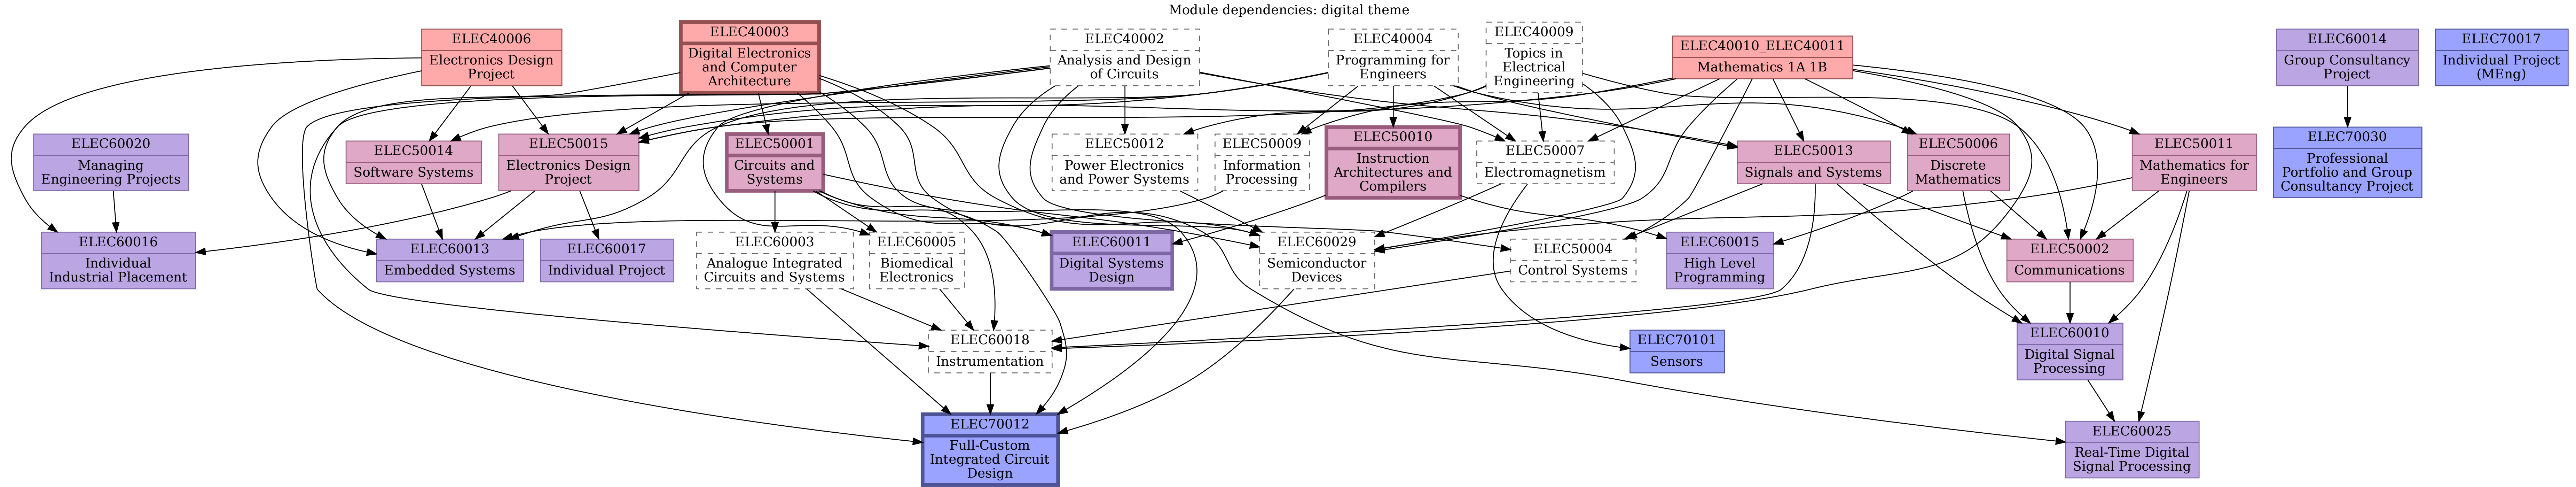 Module dependencies: digital theme
ELEC40006
Electronics Design
Project
ELEC40003
Digital Electronics
and Computer
Architecture
ELEC40002
Analysis and Design
of Circuits
ELEC40004
Programming for
Engineers
ELEC40009
Topics in
Electrical
Engineering
ELEC40010_ELEC40011
Mathematics 1A 1B
ELEC60014
Group Consultancy
Project
ELEC70017
Individual Project
(MEng)
ELEC60020
Managing
Engineering Projects
ELEC50014
Software Systems
ELEC50015
Electronics Design
Project
ELEC50001
Circuits and
Systems
ELEC50012
Power Electronics
and Power Systems
ELEC50009
Information
Processing
ELEC50010
Instruction
Architectures and
Compilers
ELEC50007
Electromagnetism
ELEC50013
Signals and Systems
ELEC50006
Discrete
Mathematics
ELEC50011
Mathematics for
Engineers
ELEC70030
Professional
Portfolio and Group
Consultancy Project
ELEC60016
Individual
Industrial Placement
ELEC60013
Embedded Systems
ELEC60017
Individual Project
ELEC60003
Analogue Integrated
Circuits and Systems
ELEC60005
Biomedical
Electronics
ELEC60011
Digital Systems
Design
ELEC60029
Semiconductor
Devices
ELEC50004
Control Systems
ELEC60015
High Level
Programming
ELEC50002
Communications
ELEC60018
Instrumentation
ELEC70101
Sensors
ELEC60010
Digital Signal
Processing
ELEC70012
Full-Custom
Integrated Circuit
Design
ELEC60025
Real-Time Digital
Signal Processing